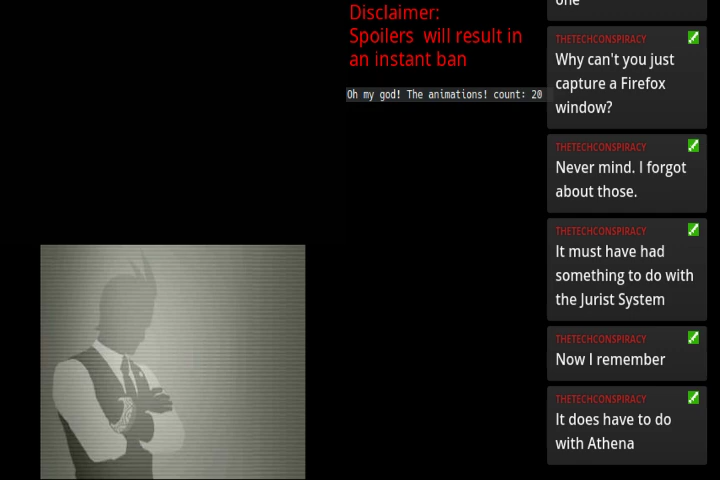 Disclaimer:
Spoilers will result in
an instant ban
Oh my god! The animations! count: 20
one
THETECHCONSPIRACY
Why can't you just
capture a Firefox
window?
THETECHCONSPIRACY
Never mind. I forgot
about those.
THETECHCONSPIRACY
It must have had
something to do with
the Jurist System
THETECHCONSPIRACY
Now I remember
THETECHCONSPIRACY
It does have to do
with Athena